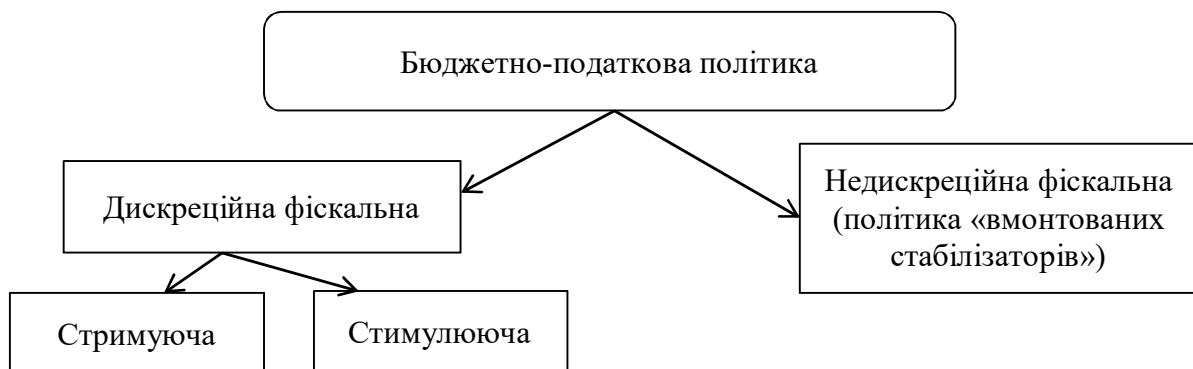 Бюджетно-податкова політика
Дискреційна фіскальна
Недискреційна фіскальна
(політика «вмонтованих
стабілізаторів»)
Стримуюча
Стимулююча